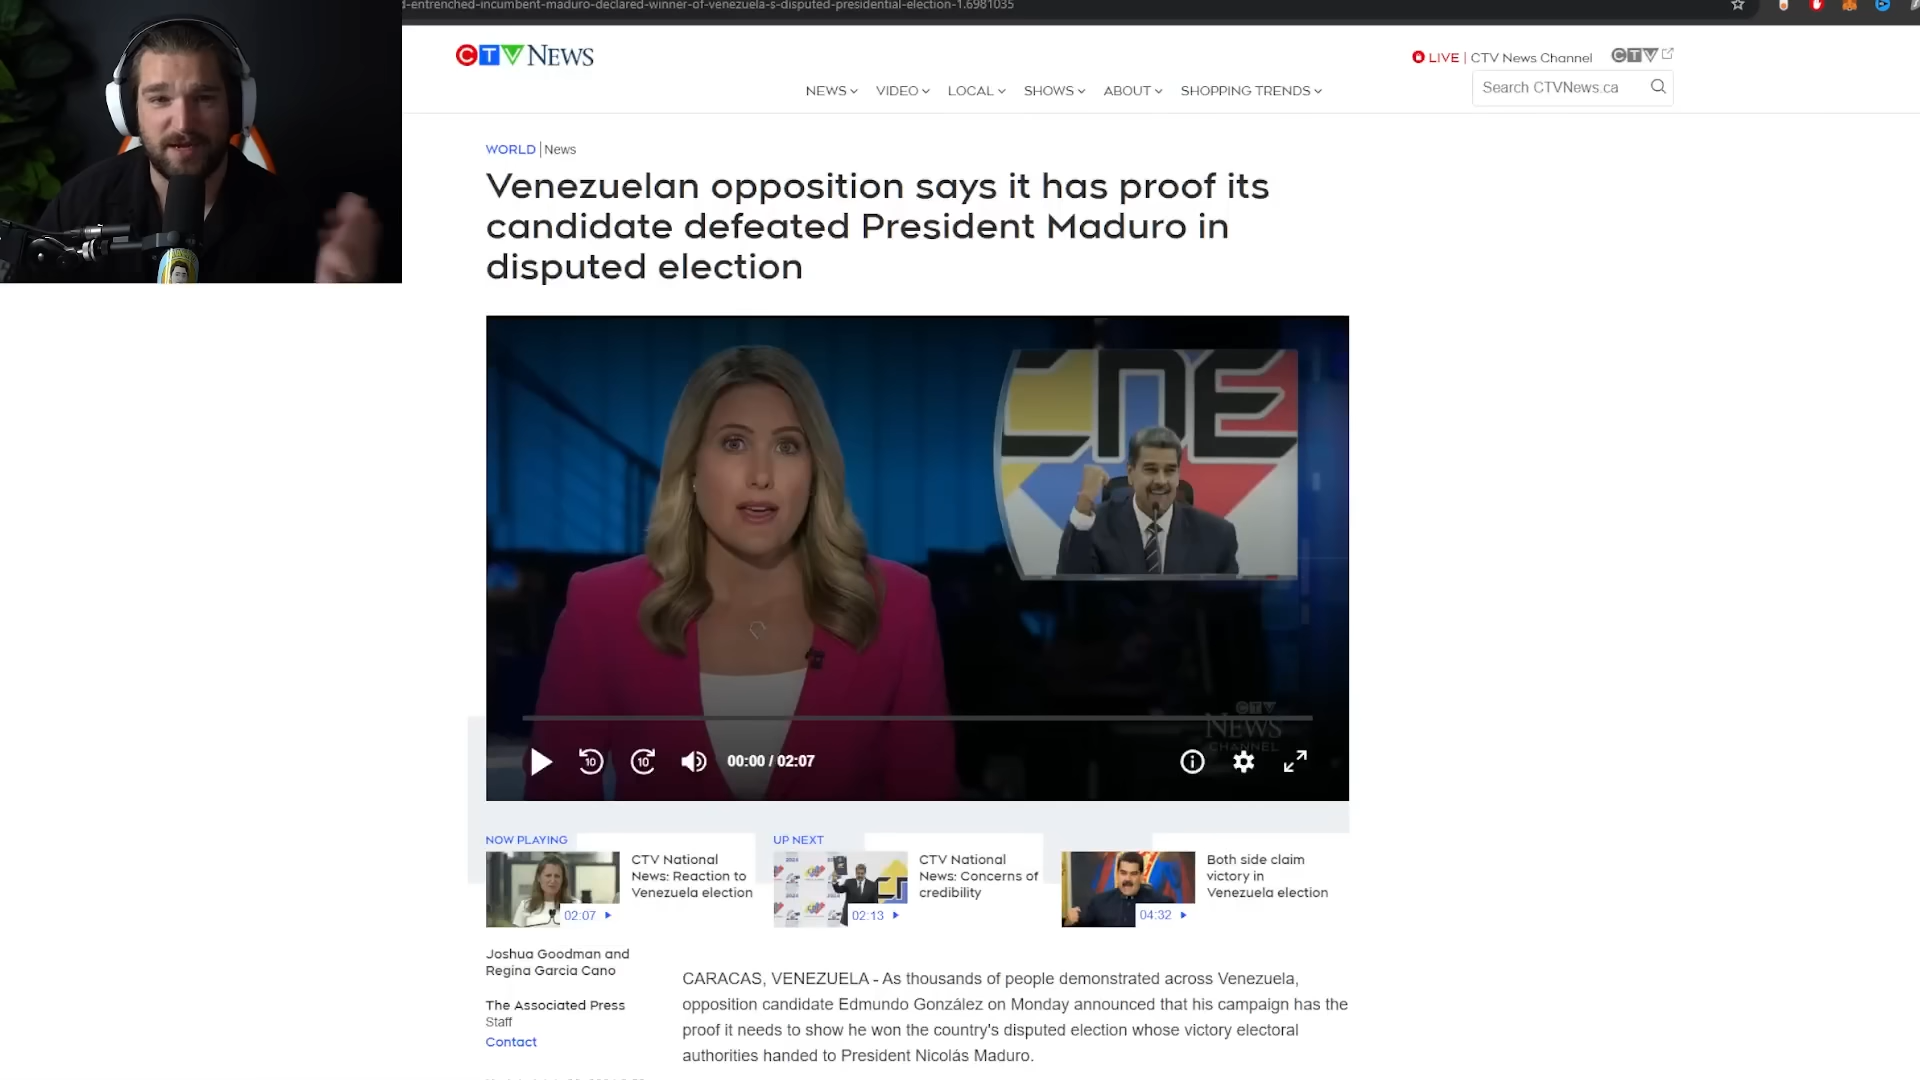 d-entrenched-incumbent-maduro-declared-winner-of-venezuela-s-disputed-presidential-election-1.6981035
CTV NEWS
LIVE | CTV News Channel CTV
Search CTVNews.ca
NEWS VIDEO LOCAL SHOWS ABOUT SHOPPING TRENDS
WORLD | News
Venezuelan opposition says it has proof its
candidate defeated President Maduro in
disputed election
CNE
CTV
NEWS
CHANNEL
10 10 00:00 / 02:07
NOW PLAYING
CTV National
News: Reaction to
Venezuela election
02:07
UP NEXT
CTV National
News: Concerns of
credibility
02:13
Both side claim
victory in
Venezuela election
04:32
Joshua Goodman and
Regina Garcia Cano
The Associated Press
Staff
Contact
CARACAS, VENEZUELA - As thousands of people demonstrated across Venezuela,
opposition candidate Edmundo González on Monday announced that his campaign has the
proof it needs to show he won the country's disputed election whose victory electoral
authorities handed to President Nicolás Maduro.